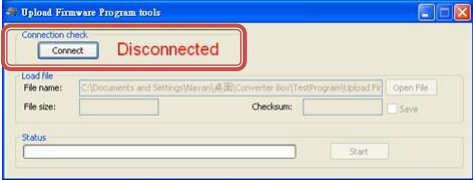 Upload Firmware Program tools
Connection check
Connect Disconnected
Load file
File name: C:\Documents and Settings\Navan\桌面\Converter Box\TestProgram\Upload Fir Open File
File size: Checksum: Save
Status
Start